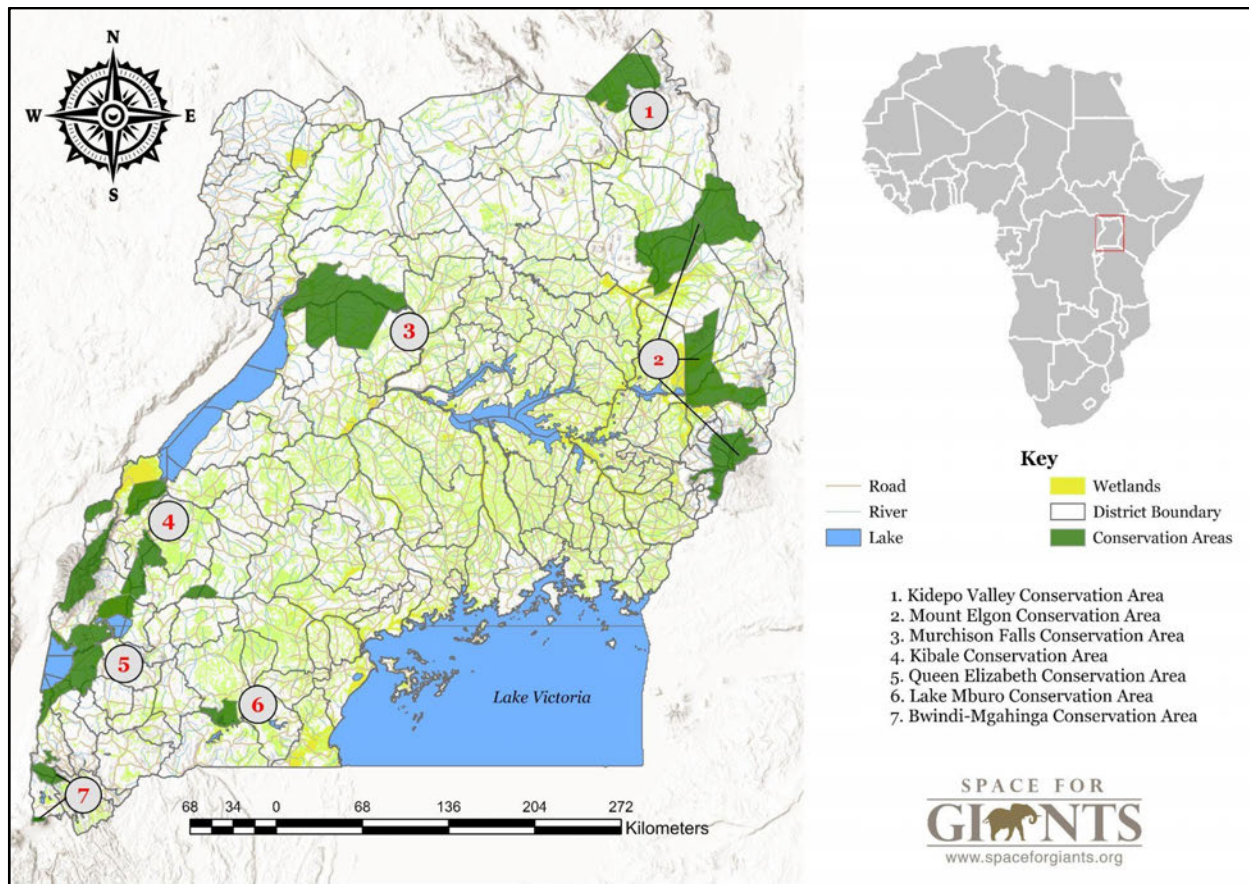 N
W
E
S
1
2
3
4
5
6
7
Lake Victoria
68 34 0 68 136 204 272
Kilometers
Key
Road
River
Lake
Wetlands
District Boundary
Conservation Areas
1. Kidepo Valley Conservation Area
2. Mount Elgon Conservation Area
3. Murchison Falls Conservation Area
4. Kibale Conservation Area
5. Queen Elizabeth Conservation Area
6. Lake Mburo Conservation Area
7. Bwindi-Mgahinga Conservation Area
SPACE FOR
GIANTS
www.spaceforgiants.org